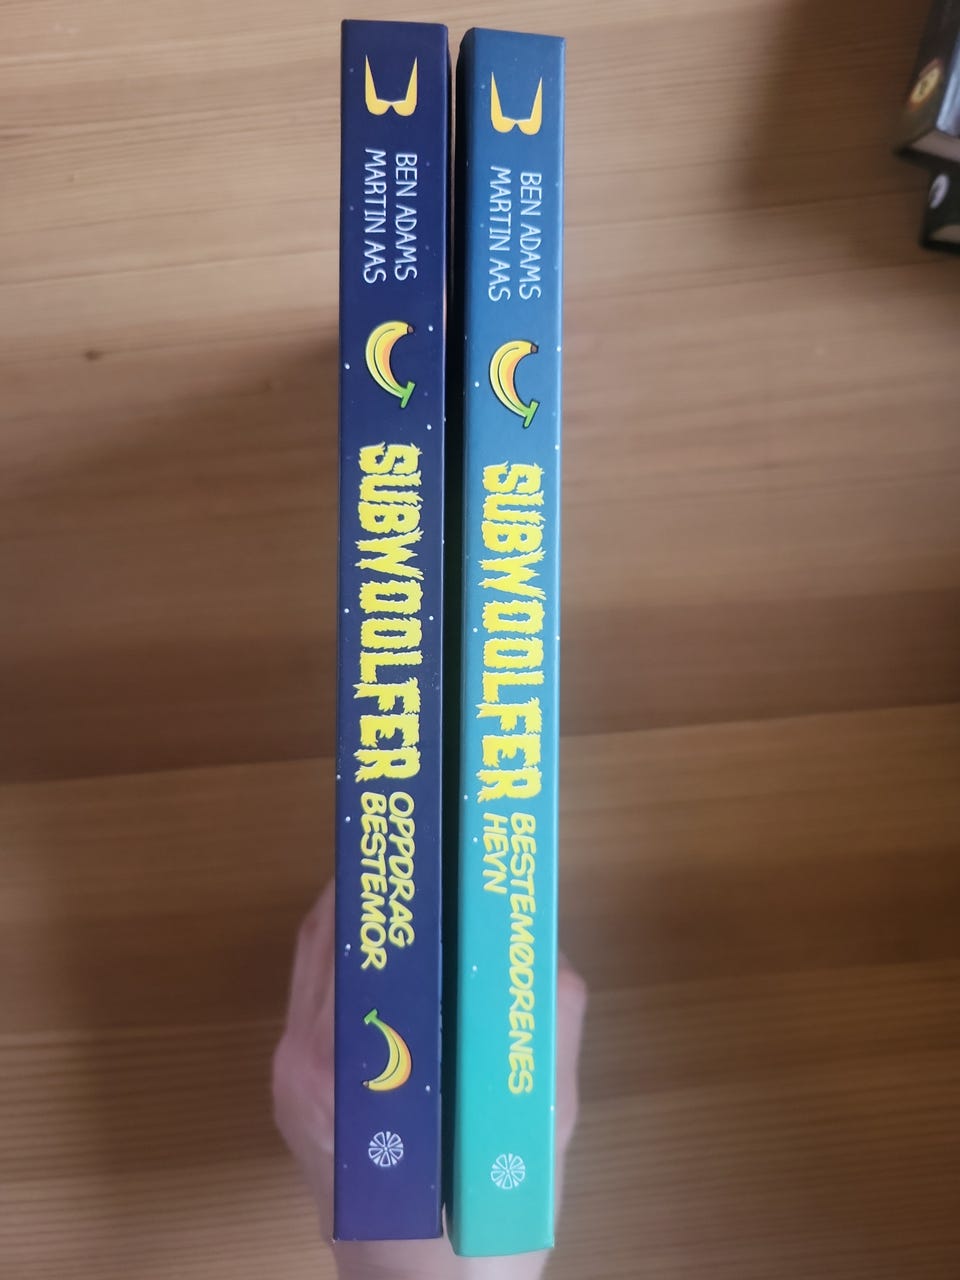 BEN ADAMS
MARTIN AAS
SUBWOOLFER
OPPDRAG
BESTEMOR
BEN ADAMS
MARTIN AAS
SUBWOOLFER
BESTEMØDRENES
HEVN